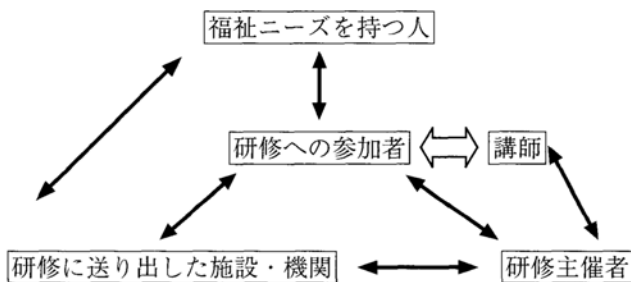 福祉ニーズを持つ人
研修への参加者
講師
研修に送り出した施設・機関
研修主催者